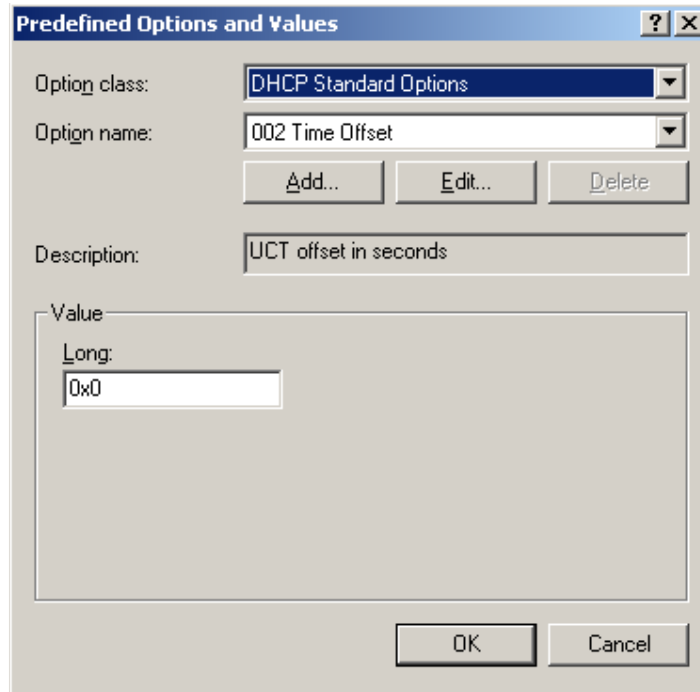 Predefined Options and Values
Option class: DHCP Standard Options
Option name: 002 Time Offset
Add... Edit... Delete
Description: UCT offset in seconds
Value
Long:
0x0
OK Cancel